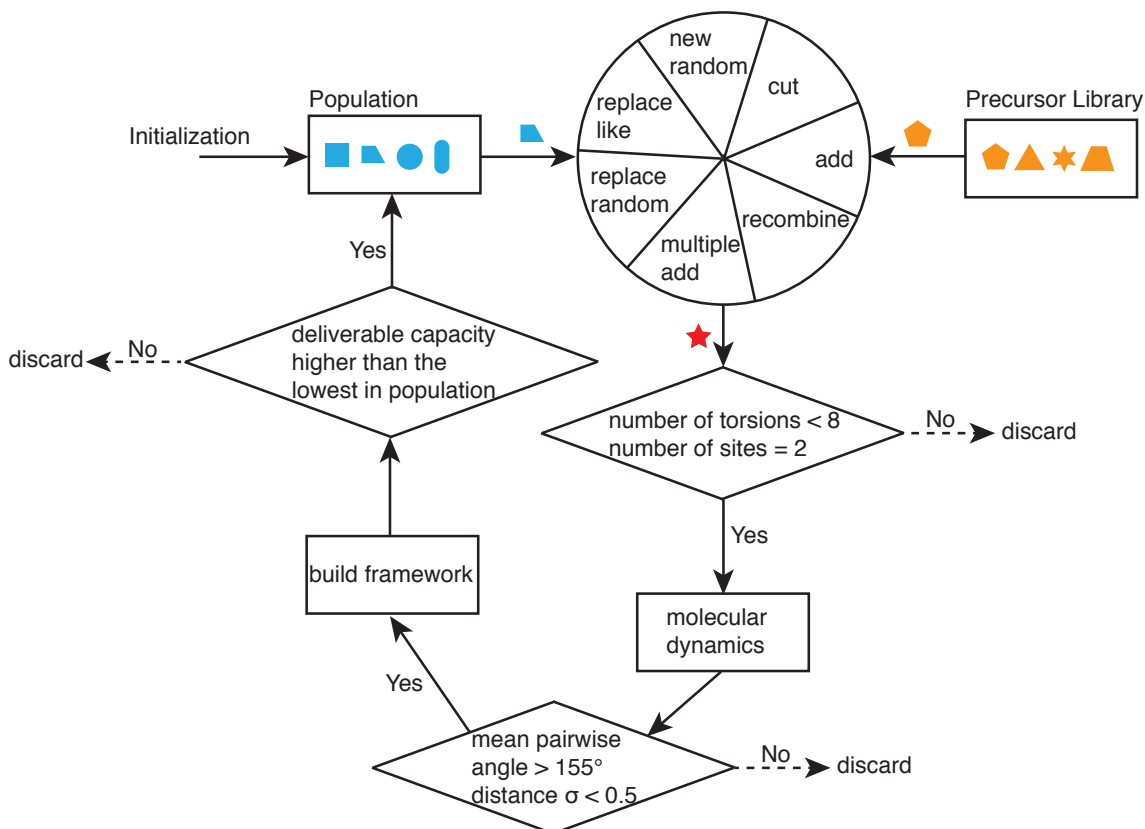 Initialization
Population
new
random
cut
add
recombine
multiple
add
replace
random
replace
like
Precursor Library
number of torsions < 8
number of sites = 2
No
discard
Yes
molecular
dynamics
mean pairwise
angle > 155°
distance σ < 0.5
No
discard
Yes
build framework
deliverable capacity
higher than the
lowest in population
No
discard
Yes